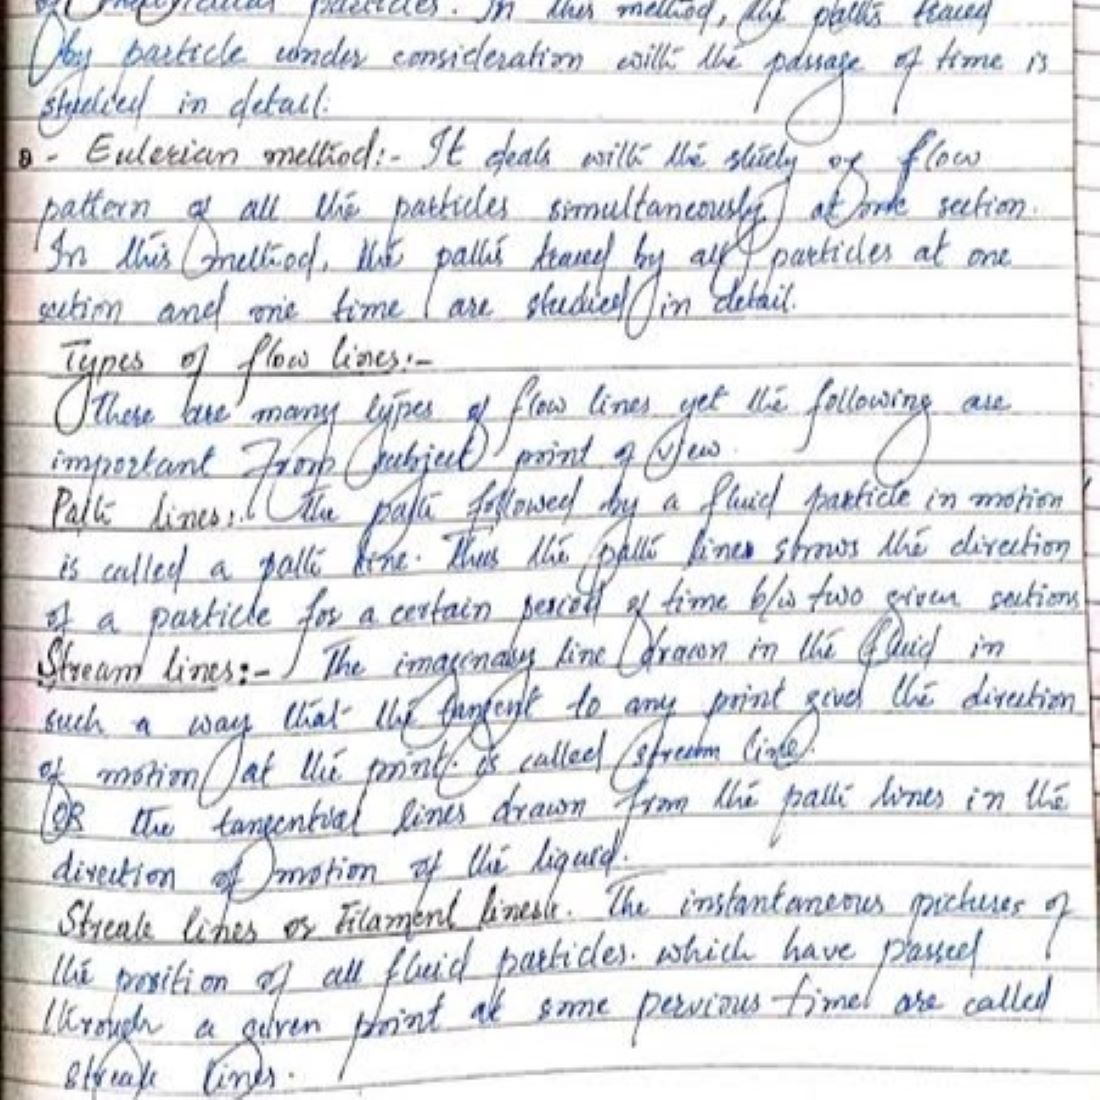 of individual particles. In this method, the paths traced
by particle under consideration with the passage of time is
studied in detail.
- Eulerian method:- It deals with the study of flow
pattern of all the particles simultaneously at one section.
In this method, the paths traced by all particles at one
section and one time are studied in detail.
Types of flow lines:-
There are many types of flow lines yet the following are
important From subject point of view.
Path lines:- The path followed by a fluid particle in motion
is called a path line. Thus the path lines shows the direction
of a particle for a certain period of time b/w two given sections
Stream lines:- The imaginary line drawn in the fluid in
such a way that the tangent to any point gives the direction
of motion at the point. is called stream line.
OR the tangential lines drawn from the path lines in the
direction of motion of the liquid.
Streak lines or Filament lines:- The instantaneous pictures of
the position of all fluid particles. which have passed
through a given point at some pervious time are called
streak lines.